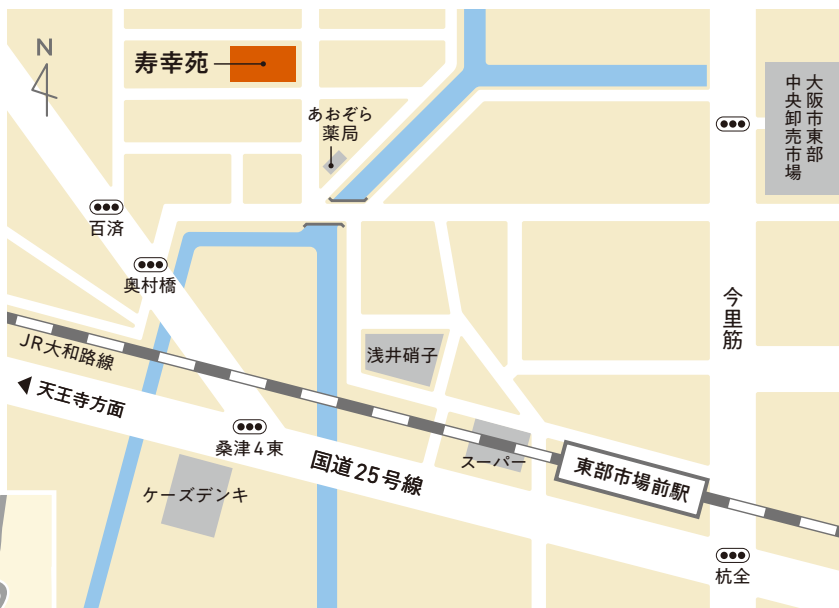 N
寿幸苑
あおぞら
薬局
大阪市東部
中央卸売市場
百済
奥村橋
今里筋
JR大和路線
浅井硝子
天王寺方面
桑津4東
国道25号線
スーパー
東部市場前駅
ケーズデンキ
杭全